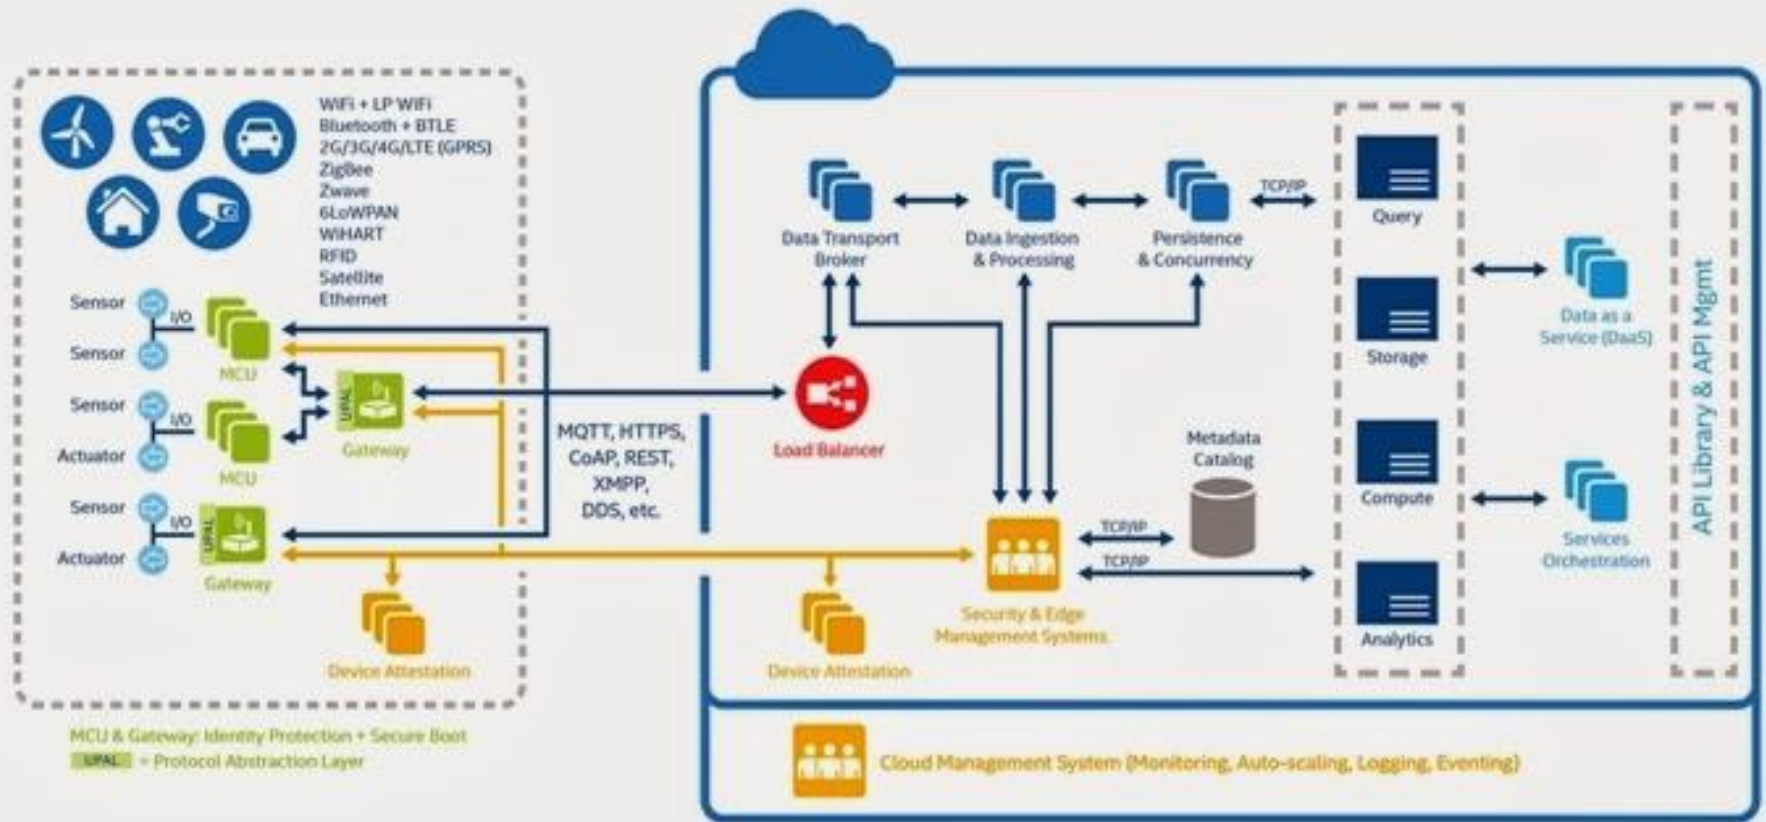 WiFi + LP WiFi
Bluetooth + BTLE
2G/3G/4G/LTE (GPRS)
ZigBee
Zwave
6LoWPAN
WiHART
RFID
Satellite
Ethernet
Sensor
I/O
Sensor
MCU
Sensor
I/O
Actuator
MCU
UPAL
Gateway
Sensor
I/O
Actuator
UPAL
Gateway
Device Attestation
MCU & Gateway: Identity Protection + Secure Boot
UPAL = Protocol Abstraction Layer
MQTT, HTTPS,
CoAP, REST,
XMPP,
DDS, etc.
Data Transport
Broker
Data Ingestion
& Processing
Persistence
& Concurrency
TCP/IP
Load Balancer
Metadata
Catalog
TCP/IP
TCP/IP
Security & Edge
Management Systems
Device Attestation
Query
Storage
Compute
Analytics
Data as a
Service (DaaS)
Services
Orchestration
API Library & API Mgmt
Cloud Management System (Monitoring, Auto-scaling, Logging, Eventing)